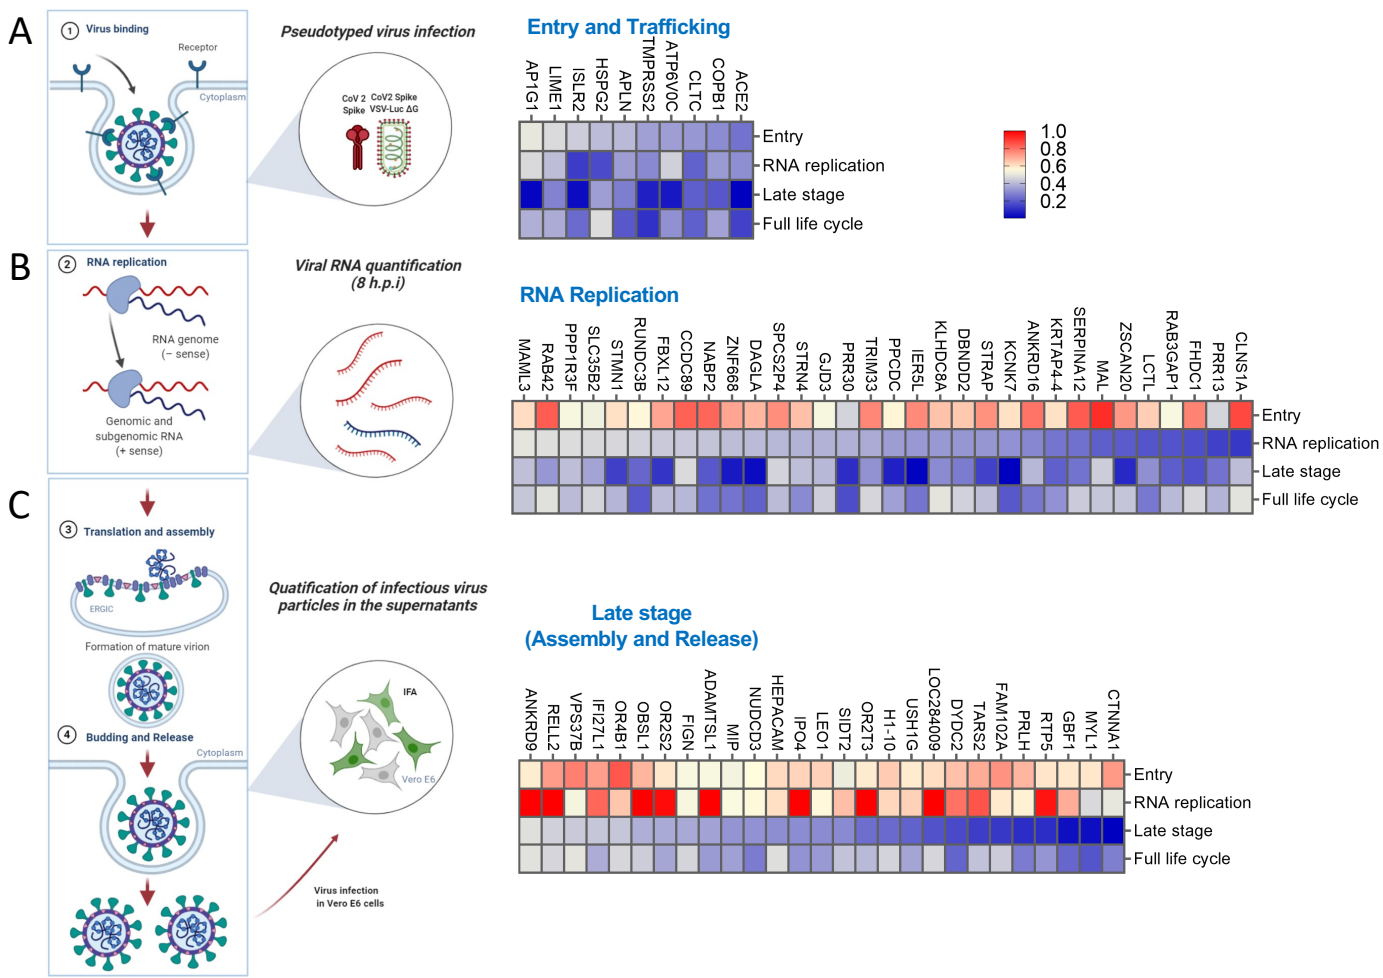 A
1 Virus binding
Receptor
Cytoplasm
Pseudotyped virus infection
CoV 2 Spike
CoV2 Spike VSV-Luc ΔG
Entry and Trafficking
AP1G1
LIME1
ISLR2
HSPG2
APLN
TMPRSS2
ATP6V0C
CLTC
COPB1
ACE2
Entry
RNA replication
Late stage
Full life cycle
1.0
0.8
0.6
0.4
0.2
B
2 RNA replication
RNA genome
(– sense)
Genomic and
subgenomic RNA
(+ sense)
Viral RNA quantification
(8 h.p.i)
RNA Replication
MAML3
RAB42
PPP1R3F
SLC35B2
STMN1
RUNDC3B
FBXL12
CCDC89
NABP2
ZNF668
DAGLA
SPCS2P4
STRN4
GJD3
PRR30
TRIM33
PPCDC
IER5L
KLHDC8A
DBNDD2
STRAP
KCNK7
ANKRD16
KRTAP4-4
SERPINA12
MAL
ZSCAN20
LCTL
RAB3GAP1
FHDC1
PRR13
CLNS1A
Entry
RNA replication
Late stage
Full life cycle
C
3 Translation and assembly
ERGIC
Formation of mature virion
4 Budding and Release
Cytoplasm
Quatification of infectious virus
particles in the supernatants
IFA
Vero E6
Virus infection
in Vero E6 cells
Late stage
(Assembly and Release)
ANKRD9
RELL2
VPS37B
IFI27L1
OR4B1
OBSL1
OR2S2
FIGN
ADAMTSL1
MIP
NUDCD3
HEPACAM
IPO4
LEO1
SIDT2
OR2T3
H1-10
USH1G
LOC284009
DYDC2
TARS2
FAM102A
PRLH
RTP5
GBF1
MYL1
CTNNA1
Entry
RNA replication
Late stage
Full life cycle